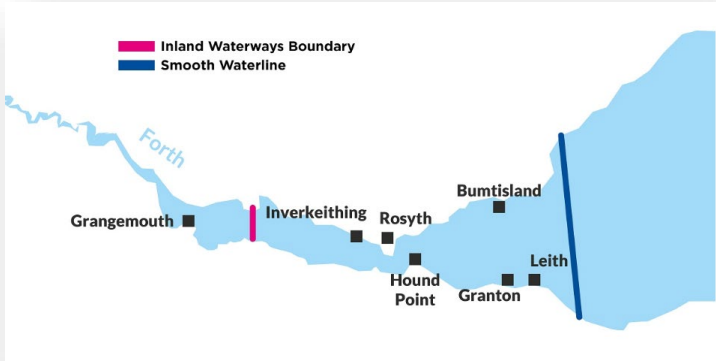 Inland Waterways Boundary
Smooth Waterline
Forth
Grangemouth
Inverkeithing
Rosyth
Bumtisland
Hound
Point
Granton
Leith